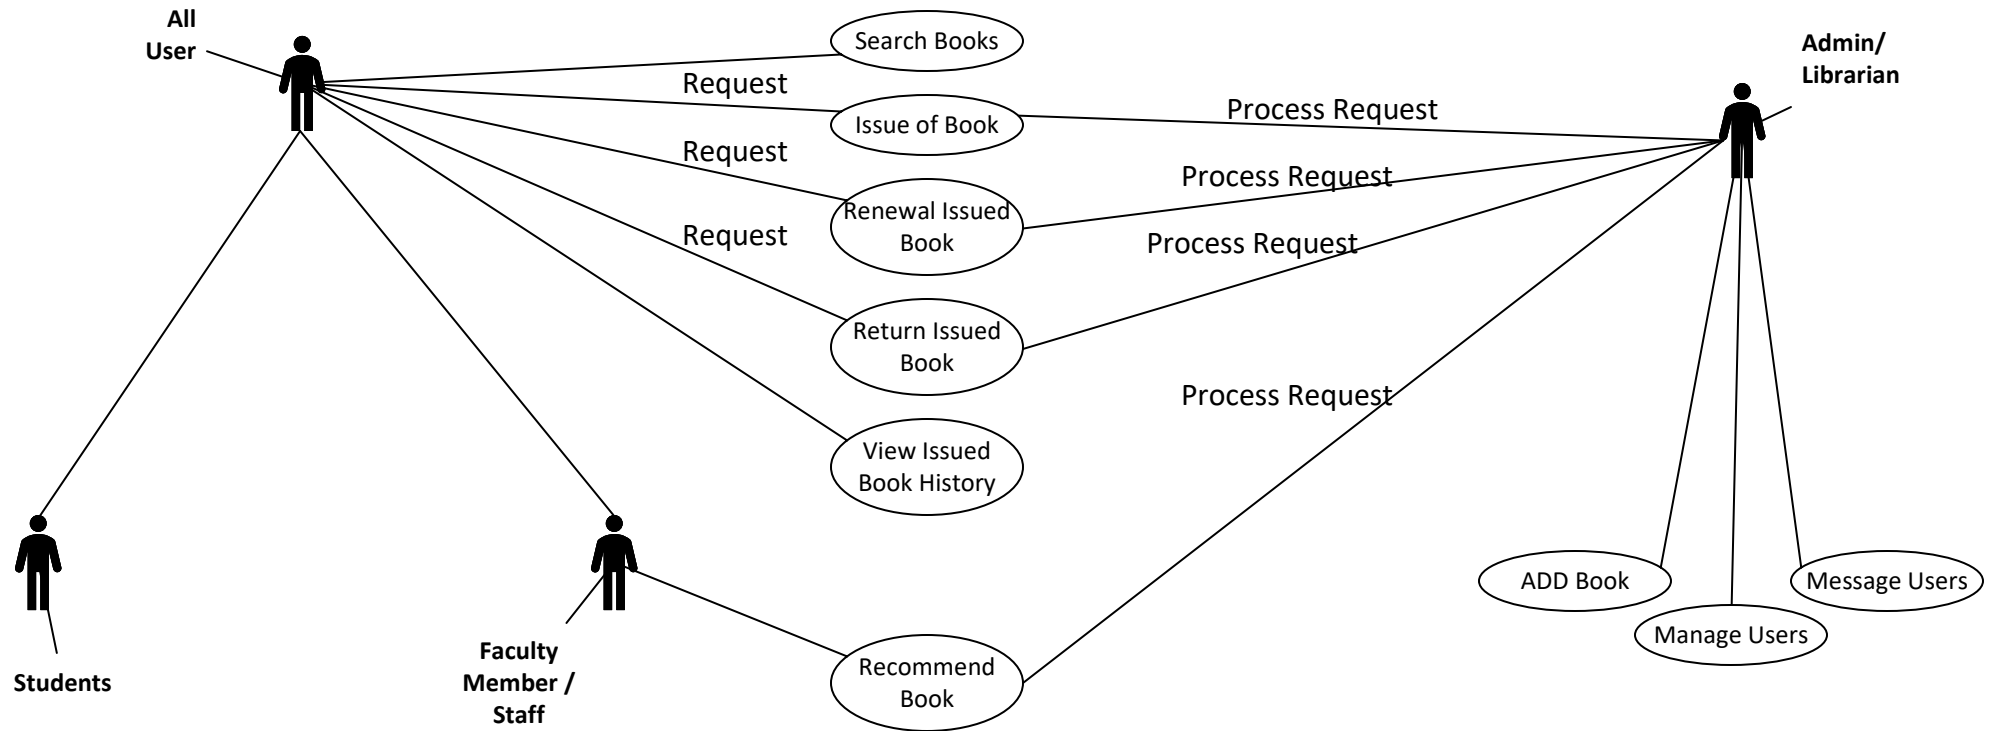 All
User
Search Books
Admin/
Librarian
Request
Issue of Book
Process Request
Request
Process Request
Renewal Issued
Book
Request
Process Request
Return Issued
Book
Process Request
View Issued
Book History
ADD Book
Message Users
Manage Users
Students
Faculty
Member /
Staff
Recommend
Book